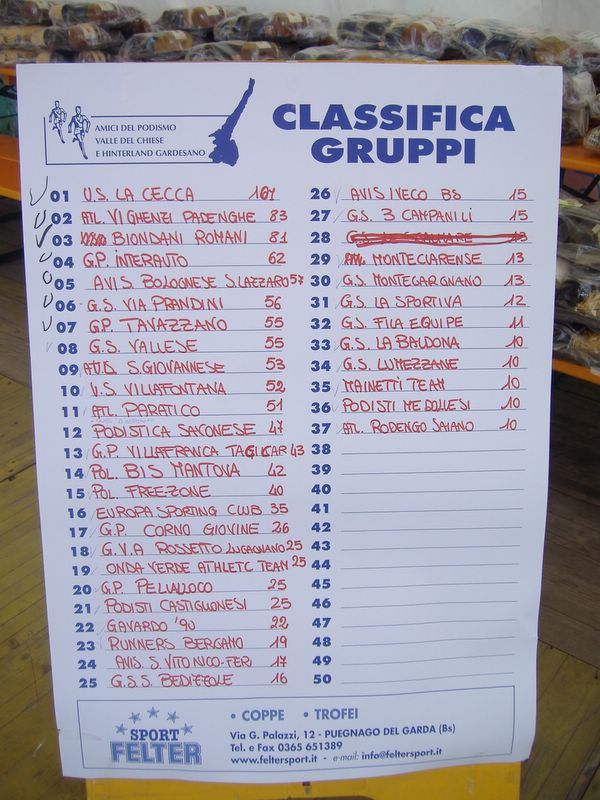 AMICI DEL PODISMO
VALLE DEL CHIESE
E HINTERLAND GARDESANO
CLASSIFICA
GRUPPI
01 U.S. LA CECCA 107
02 ATL. VIGHENZI PADENGHE 83
03 BIONDANI ROMANI 81
04 G.P. INTERAUTO 62
05 AVIS BOLOGNESE S.LAZZARO 57
06 G.S. VIA PRANDINI 56
07 G.P. TAVAZZANO 55
08 G.S. VALLESE 55
09 S.GIOVANNESE 53
10 U.S. VILLAFONTANA 52
11 ATL. PARATICO 51
12 PODISTICA SAVONESE 47
13 G.P. VILLAFRANCA TAGLICAR 43
14 POL. BIS MANTOVA 42
15 POL. FREEZONE 40
16 EUROPA SPORTING CLUB 35
17 G.P. CORNO GIOVINE 26
18 G.V.A ROSSETTO LUGAGNANO 25
19 ONDA VERDE ATHLETC TEAM 25
20 G.P. PELLALOCO 25
21 PODISTI CASTIGLIONESI 25
22 GAVARDO '90 22
23 RUNNERS BERGAMO 19
24 AVIS. S. VITO NICO-FER 17
25 G.S.S. BEDIZZOLE 16
26 AVIS IVECO BS 15
27 G.S. 3 CAMPANILI 15
28 G.S. 13
29 ATL. MONTECLARENSE 13
30 G.S. MONTEGARGNANO 13
31 G.S. LA SPORTIVA 12
32 G.S. FILA EQUIPE 11
33 G.S. LA BALDONA 10
34 G.S. LUMEZZANE 10
35 MAINETTI TEAM 10
36 PODISTI MEDOLLESI 10
37 ATL. RODENGO SAIANO 10
38
39
40
41
42
43
44
45
46
47
48
49
50
SPORT
FELTER
• COPPE • TROFEI
Via G. Palazzi, 12 - PUEGNAGO DEL GARDA (Bs)
Tel. e Fax 0365 651389
www.feltersport.it - e-mail: info@feltersport.it